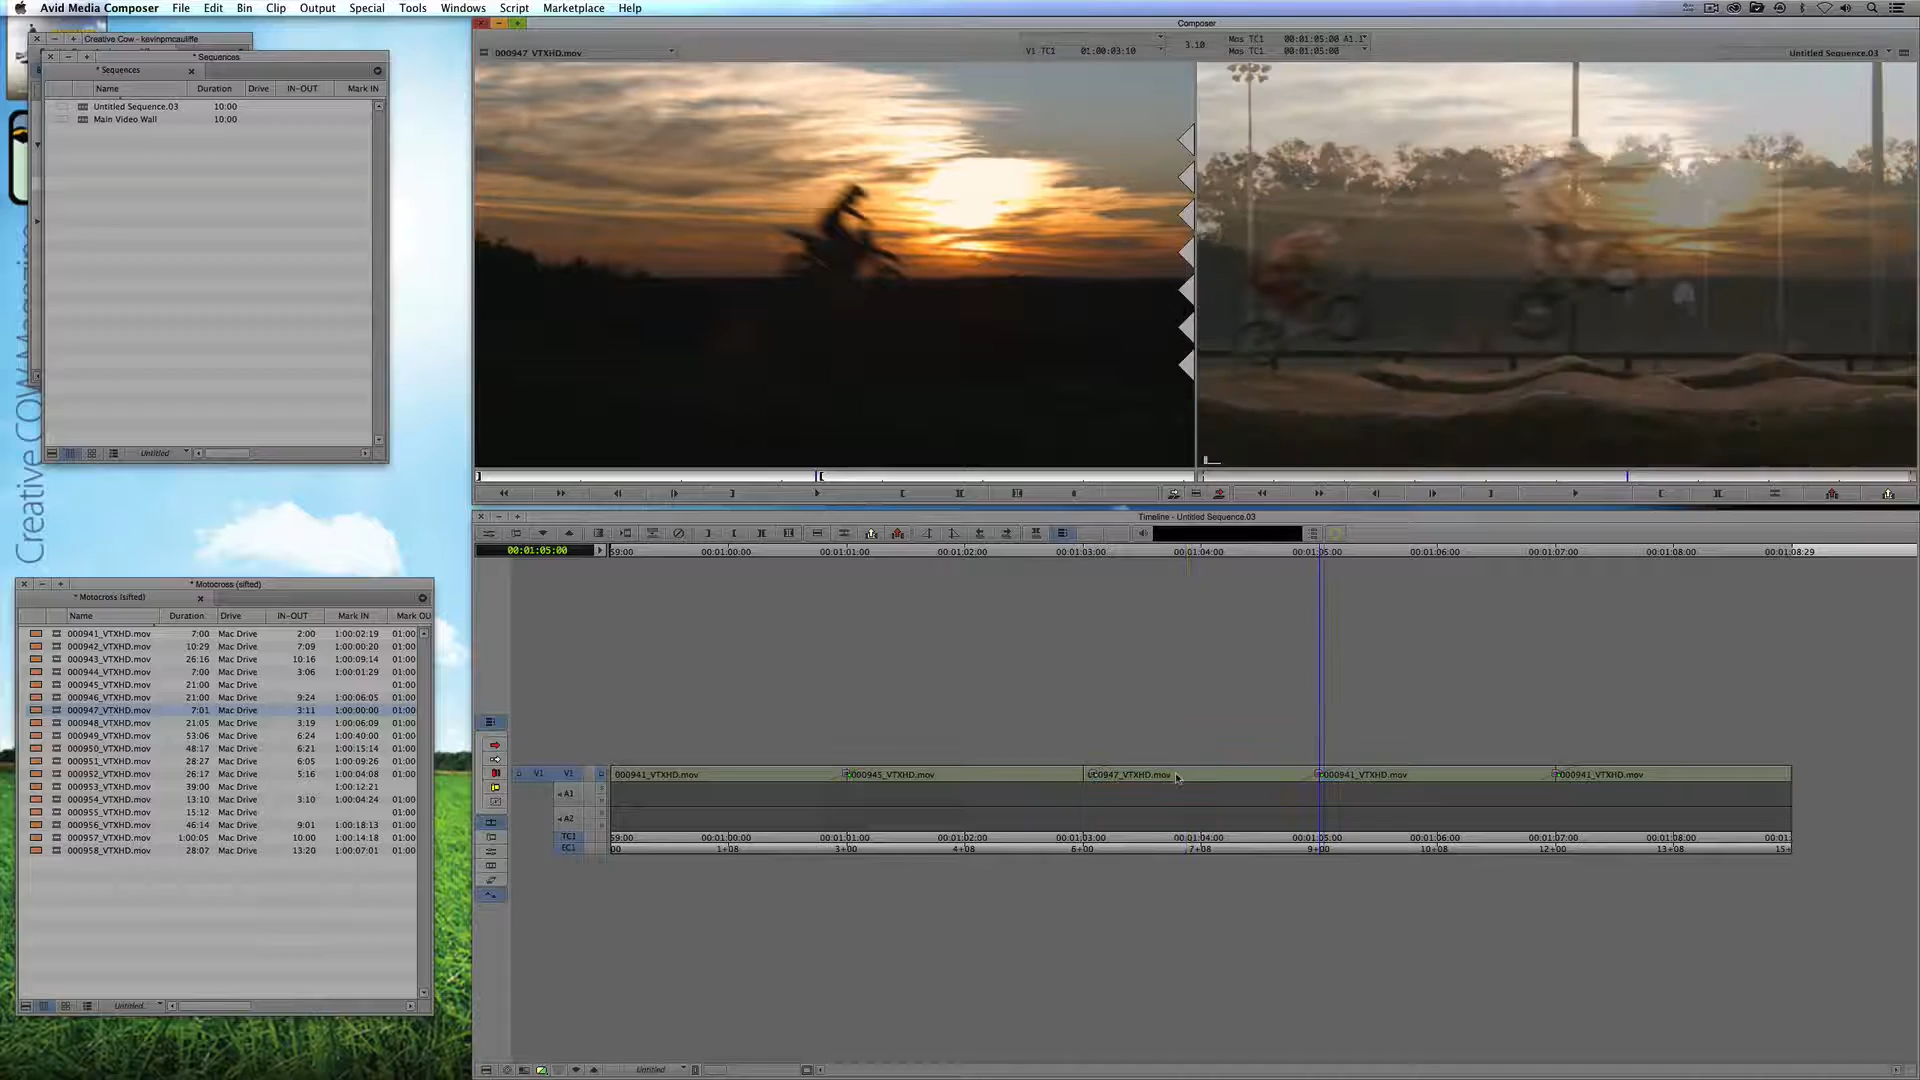 Avid Media Composer File Edit Bin Clip Output Special Tools Windows Script Marketplace Help
Creative Cow - kevinpmcauliffe
* Sequences
* Sequences
Name Duration Drive IN-OUT Mark IN
Untitled Sequence.03 10:00
Main Video Wall 10:00
Untitled
Creative COW Magazine
Composer
000947_VTXHD.mov
V1 TC1 01:00:03:10
3.10
Mas TC1 00:01:05:00 A1.1
Mas TC1 00:01:05:00
Untitled Sequence.03
* Motocross (sifted)
* Motocross (sifted)
Name Duration Drive IN-OUT Mark IN Mark OU
000941_VTXHD.mov 7:00 Mac Drive 2:00 1:00:02:19 01:00
000942_VTXHD.mov 10:29 Mac Drive 7:09 1:00:00:20 01:00
000943_VTXHD.mov 26:16 Mac Drive 10:16 1:00:09:14 01:00
000944_VTXHD.mov 7:00 Mac Drive 3:06 1:00:01:29 01:00
000945_VTXHD.mov 21:00 Mac Drive 01:00
000946_VTXHD.mov 21:00 Mac Drive 9:24 1:00:06:05 01:00
000947_VTXHD.mov 7:01 Mac Drive 3:11 1:00:00:00 01:00
000948_VTXHD.mov 21:05 Mac Drive 3:19 1:00:06:09 01:00
000949_VTXHD.mov 53:06 Mac Drive 6:24 1:00:40:00 01:00
000950_VTXHD.mov 48:17 Mac Drive 6:21 1:00:15:14 01:00
000951_VTXHD.mov 28:27 Mac Drive 6:05 1:00:09:26 01:00
000952_VTXHD.mov 26:17 Mac Drive 5:16 1:00:04:08 01:00
000953_VTXHD.mov 39:00 Mac Drive 1:00:12:21
000954_VTXHD.mov 13:10 Mac Drive 3:10 1:00:04:24 01:00
000955_VTXHD.mov 15:12 Mac Drive 01:00
000956_VTXHD.mov 46:14 Mac Drive 9:01 1:00:18:13 01:00
000957_VTXHD.mov 1:00:05 Mac Drive 10:00 1:00:14:18 01:00
000958_VTXHD.mov 28:07 Mac Drive 13:20 1:00:07:01 01:00
Untitled
Timeline - Untitled Sequence.03
00:01:05:00
59:00 00:01:00:00 00:01:01:00 00:01:02:00 00:01:03:00 00:01:04:00 00:01:05:00 00:01:06:00 00:01:07:00 00:01:08:00 00:01:08:29
V1 V1 000941_VTXHD.mov 000945_VTXHD.mov 000947_VTXHD.mov 000941_VTXHD.mov 000941_VTXHD.mov
A1
A2
TC1 59:00 00:01:00:00 00:01:01:00 00:01:02:00 00:01:03:00 00:01:04:00 00:01:05:00 00:01:06:00 00:01:07:00 00:01:08:00 00:01:
EC1 00 1+08 3+00 4+08 6+00 7+08 9+00 10+08 12+00 13+08 15+
Untitled